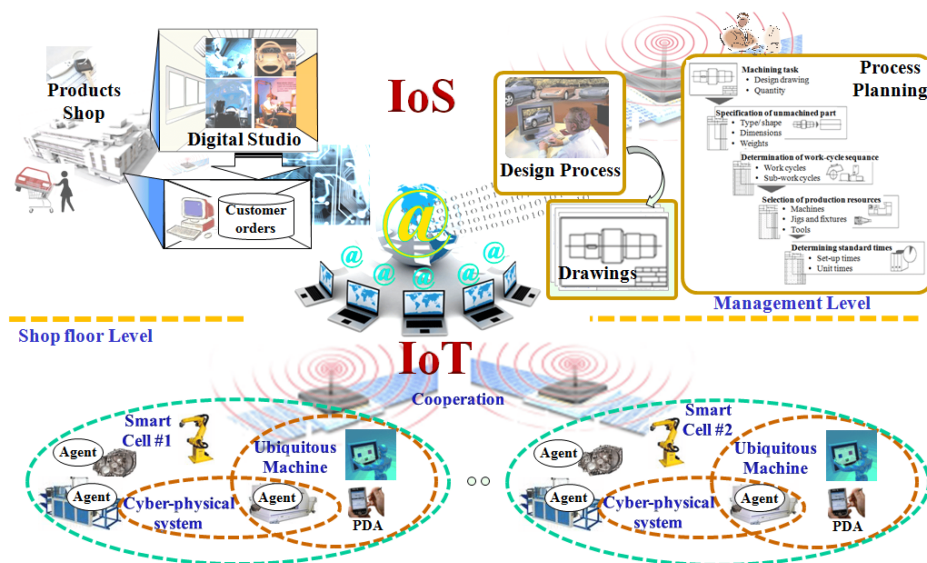 Products
Shop
Digital Studio
Customer
orders
IoS
@
@
@
@
@
@
Design Process
Drawings
Process
Planning
Machining task
• Design drawing
• Quantity
Specification of unmachined part
• Type/ shape
• Dimensions
• Weights
Determination of work-cycle sequence
• Work cycles
• Sub-work cycles
Selection of production resources
• Machines
• Jigs and fixtures
• Tools
Determining standard times
• Set-up times
• Unit times
Management Level
Shop floor Level
IoT
Cooperation
Smart
Cell #1
Agent
Ubiquitous
Machine
Agent
Cyber-physical
system
Agent
PDA
Smart
Cell #2
Agent
Ubiquitous
Machine
Agent
Cyber-physical
system
Agent
PDA